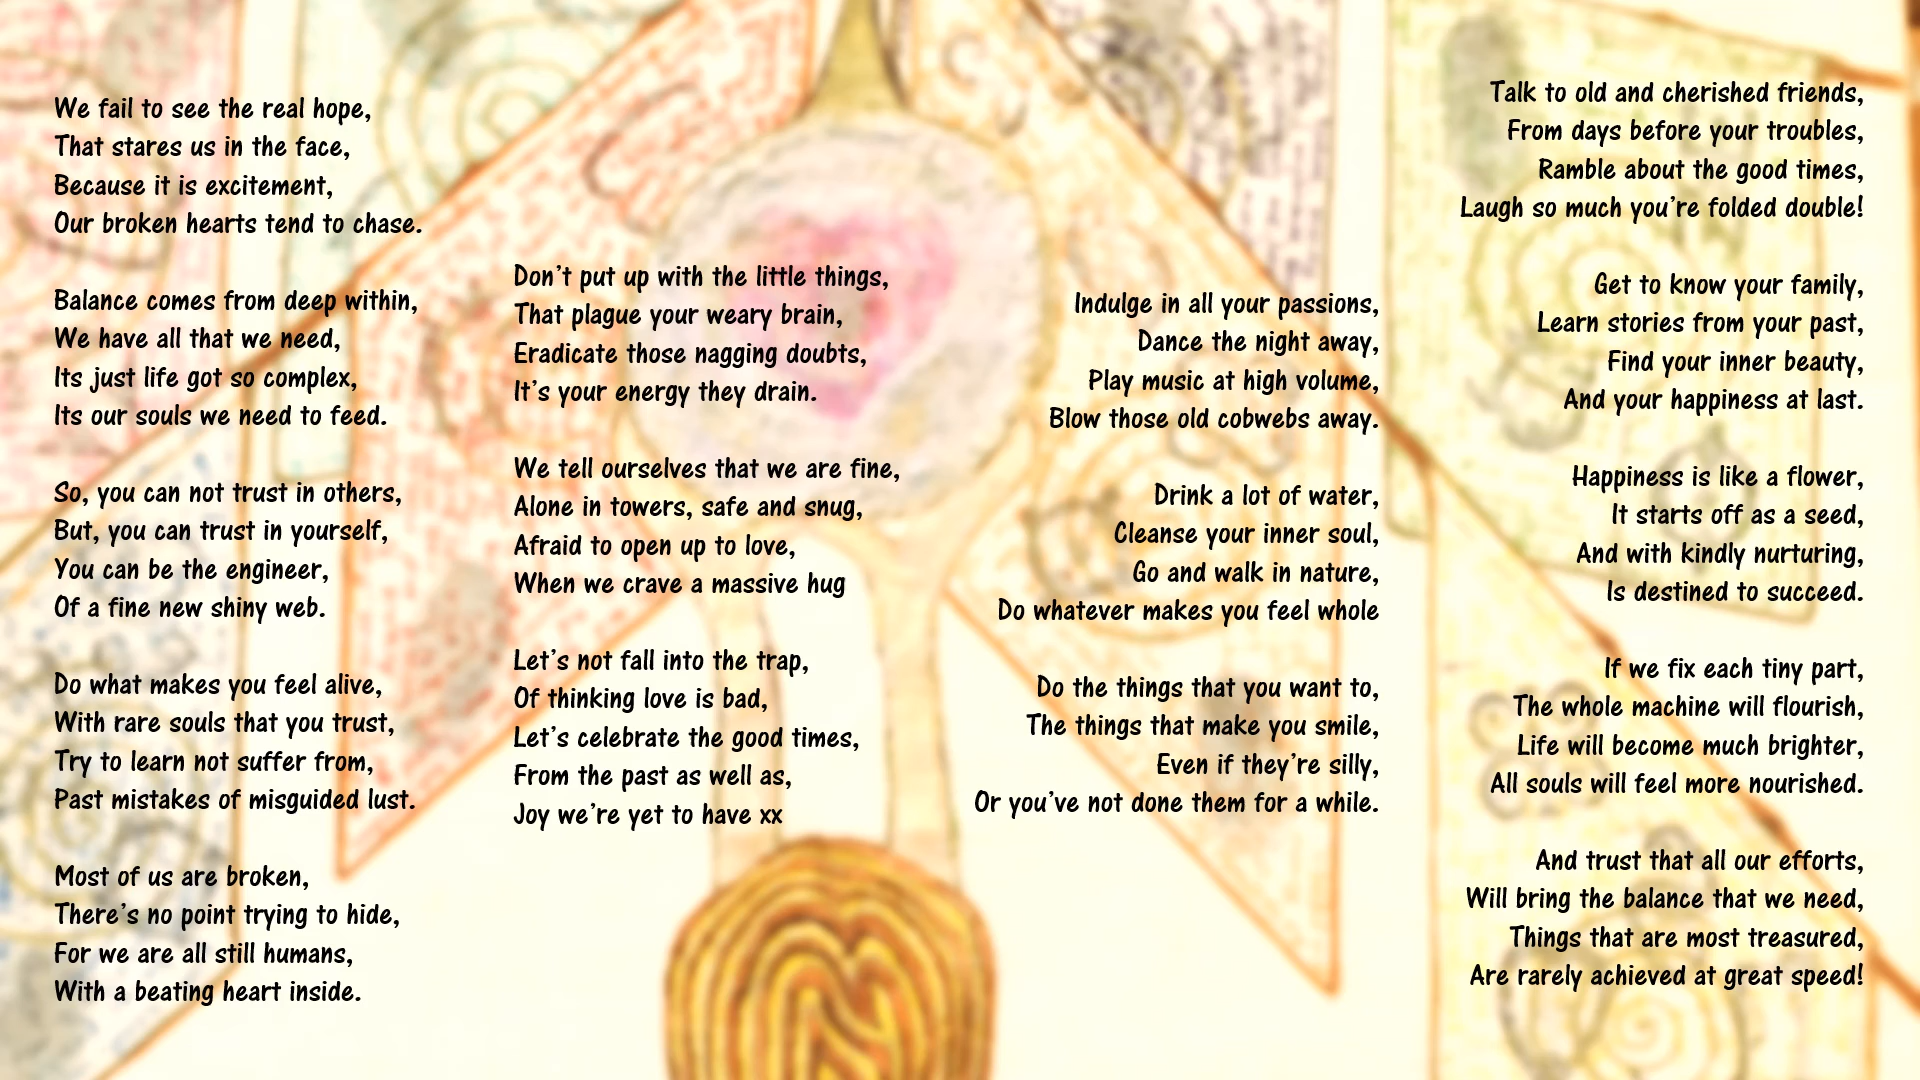 We fail to see the real hope,
That stares us in the face,
Because it is excitement,
Our broken hearts tend to chase.

Balance comes from deep within,
We have all that we need,
Its just life got so complex,
Its our souls we need to feed.

So, you can not trust in others,
But, you can trust in yourself,
You can be the engineer,
Of a fine new shiny web.

Do what makes you feel alive,
With rare souls that you trust,
Try to learn not suffer from,
Past mistakes of misguided lust.

Most of us are broken,
There's no point trying to hide,
For we are all still humans,
With a beating heart inside.

Don't put up with the little things,
That plague your weary brain,
Eradicate those nagging doubts,
It's your energy they drain.

We tell ourselves that we are fine,
Alone in towers, safe and snug,
Afraid to open up to love,
When we crave a massive hug

Let's not fall into the trap,
Of thinking love is bad,
Let's celebrate the good times,
From the past as well as,
Joy we're yet to have xx

Indulge in all your passions,
Dance the night away,
Play music at high volume,
Blow those old cobwebs away.

Drink a lot of water,
Cleanse your inner soul,
Go and walk in nature,
Do whatever makes you feel whole

Do the things that you want to,
The things that make you smile,
Even if they're silly,
Or you've not done them for a while.

Talk to old and cherished friends,
From days before your troubles,
Ramble about the good times,
Laugh so much you're folded double!

Get to know your family,
Learn stories from your past,
Find your inner beauty,
And your happiness at last.

Happiness is like a flower,
It starts off as a seed,
And with kindly nurturing,
Is destined to succeed.

If we fix each tiny part,
The whole machine will flourish,
Life will become much brighter,
All souls will feel more nourished.

And trust that all our efforts,
Will bring the balance that we need,
Things that are most treasured,
Are rarely achieved at great speed!